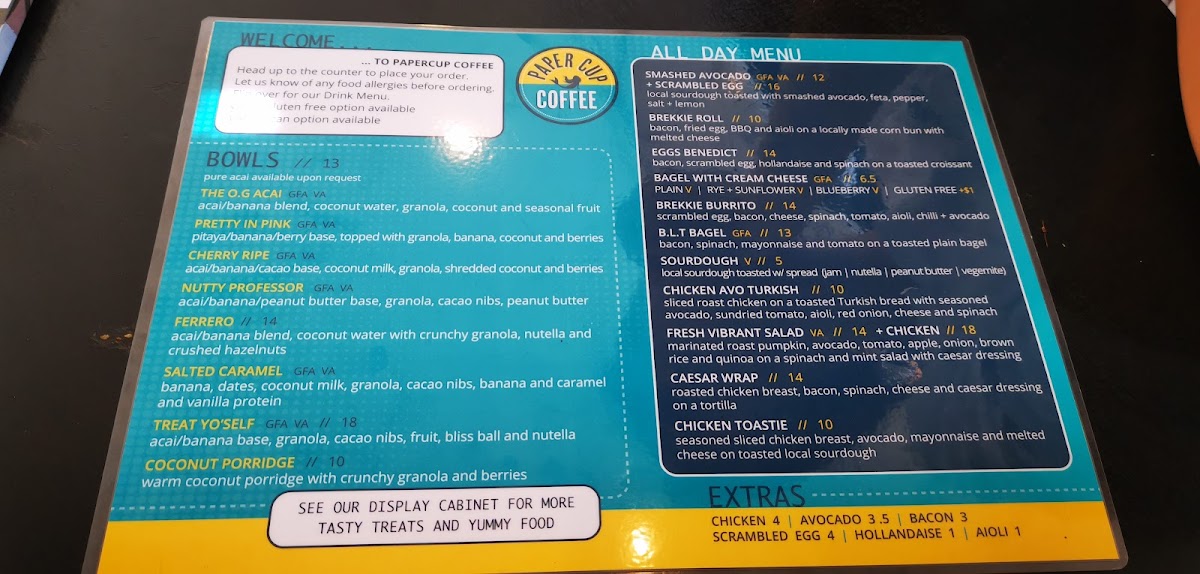 WELCOME...
... TO PAPERCUP COFFEE
Head up to the counter to place your order.
Let us know of any food allergies before ordering.
over for our Drink Menu.
gluten free option available
option available
PAPER CUP
COFFEE
BOWLS // 13
pure acai available upon request
THE O.G ACAI GFA VA
acai/banana blend, coconut water, granola, coconut and seasonal fruit
PRETTY IN PINK GFA VA
pitaya/banana/berry base, topped with granola, banana, coconut and berries
CHERRY RIPE GFA VA
acai/banana/cacao base, coconut milk, granola, shredded coconut and berries
NUTTY PROFESSOR GFA VA
acai/banana/peanut butter base, granola, cacao nibs, peanut butter
FERRERO // 14
acai/banana blend, coconut water with crunchy granola, nutella and
crushed hazelnuts
SALTED CARAMEL GFA VA
banana, dates, coconut milk, granola, cacao nibs, banana and caramel
and vanilla protein
TREAT YO'SELF GFA VA // 18
acai/banana base, granola, cacao nibs, fruit, bliss ball and nutella
COCONUT PORRIDGE // 10
warm coconut porridge with crunchy granola and berries
SEE OUR DISPLAY CABINET FOR MORE
TASTY TREATS AND YUMMY FOOD
ALL DAY MENU
SMASHED AVOCADO GFA VA // 12
+ SCRAMBLED EGG // 16
local sourdough toasted with smashed avocado, feta, pepper,
salt + lemon
BREKKIE ROLL // 10
bacon, fried egg, BBQ and aioli on a locally made corn bun with
melted cheese
EGGS BENEDICT // 14
bacon, scrambled egg, hollandaise and spinach on a toasted croissant
BAGEL WITH CREAM CHEESE GFA // 6.5
PLAIN V | RYE + SUNFLOWER V | BLUEBERRY V | GLUTEN FREE +$1
BREKKIE BURRITO // 14
scrambled egg, bacon, cheese, spinach, tomato, aioli, chilli + avocado
B.L.T BAGEL GFA // 13
bacon, spinach, mayonnaise and tomato on a toasted plain bagel
SOURDOUGH V // 5
local sourdough toasted w/ spread (jam | nutella | peanut butter | vegemite)
CHICKEN AVO TURKISH // 10
sliced roast chicken on a toasted Turkish bread with seasoned
avocado, sundried tomato, aioli, red onion, cheese and spinach
FRESH VIBRANT SALAD VA // 14 + CHICKEN // 18
marinated roast pumpkin, avocado, tomato, apple, onion, brown
rice and quinoa on a spinach and mint salad with caesar dressing
CAESAR WRAP // 14
roasted chicken breast, bacon, spinach, cheese and caesar dressing
on a tortilla
CHICKEN TOASTIE // 10
seasoned sliced chicken breast, avocado, mayonnaise and melted
cheese on toasted local sourdough
EXTRAS
CHICKEN 4 | AVOCADO 3.5 | BACON 3
SCRAMBLED EGG 4 | HOLLANDAISE 1 | AIOLI 1